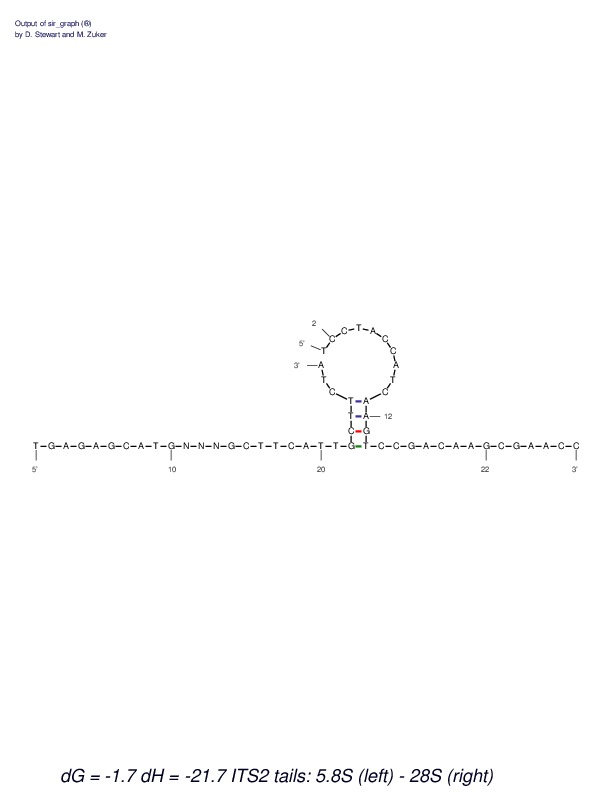 Output of sir_graph (®)
by D. Stewart and M. Zuker
2
C C T A C
5'
T C C
3'
A A
T T
C C
T A
T A 12
C G
T-G-A-G-A-G-C-A-T-G-N-N-N-G-C-T-T-C-A-T-T-G T-C-C-G-A-C-A-A-G-C-G-A-A-C-C
5' 10 20 22 3'
dG = -1.7 dH = -21.7 ITS2 tails: 5.8S (left) - 28S (right)